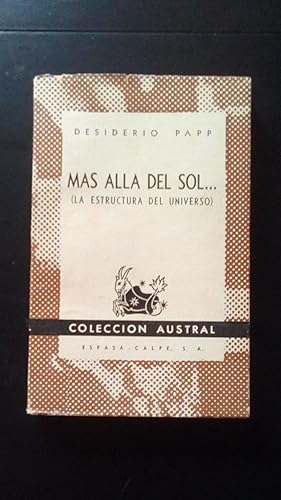 DESIDERIO PAPP
MAS ALLA DEL SOL...
(LA ESTRUCTURA DEL UNIVERSO)
COLECCION AUSTRAL
ESPASA-CALPE, S. A.